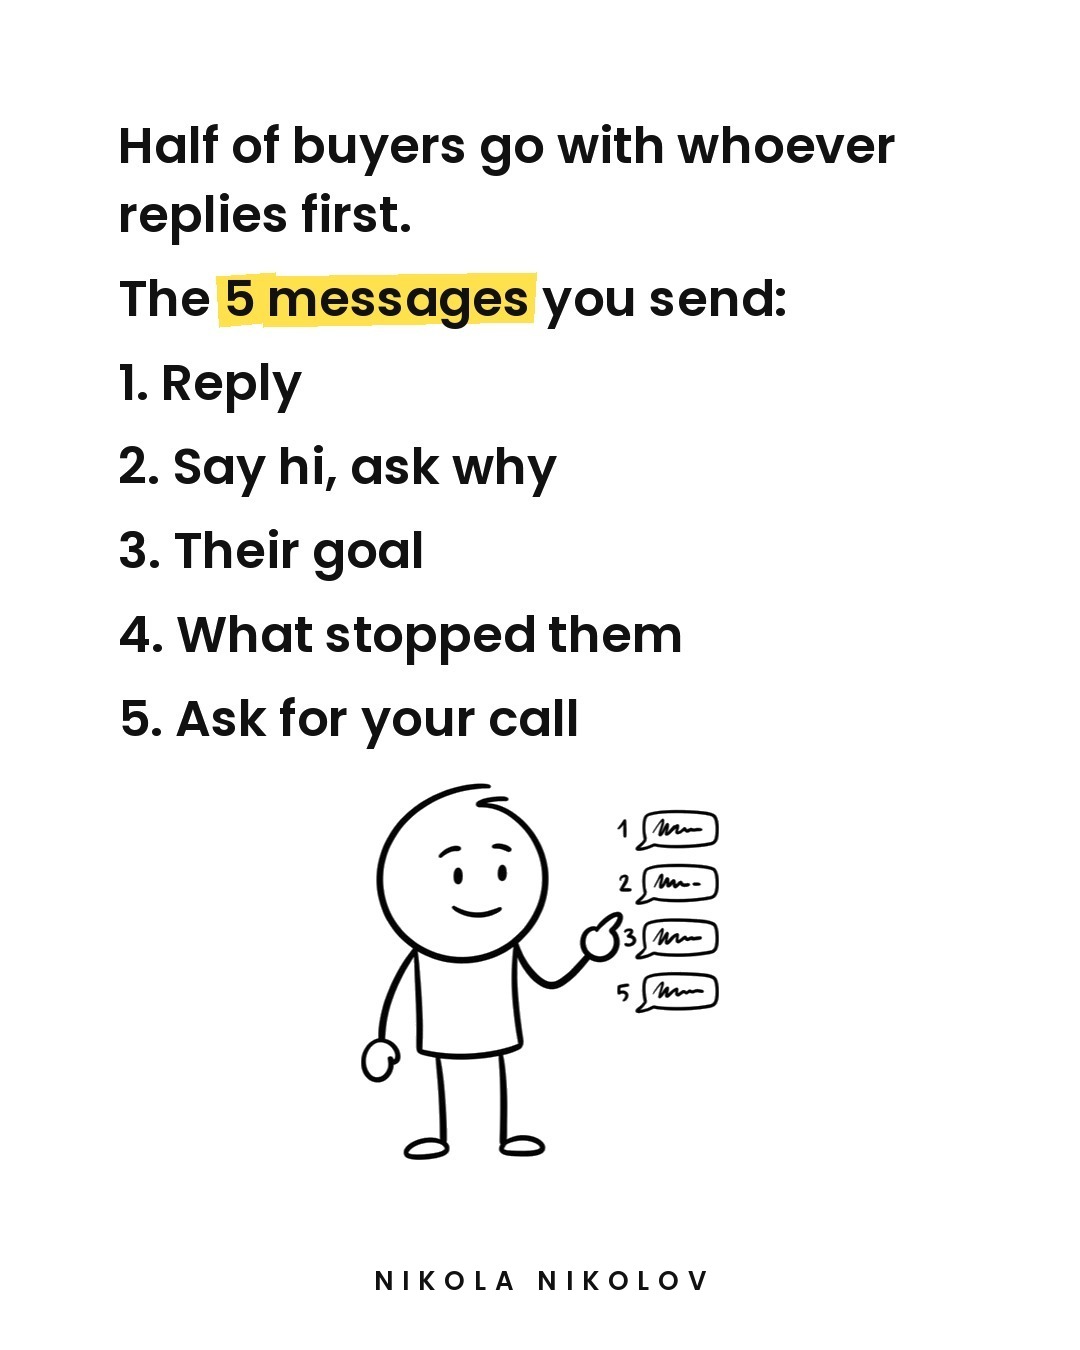 Half of buyers go with whoever
replies first.
The 5 messages you send:
1. Reply
2. Say hi, ask why
3. Their goal
4. What stopped them
5. Ask for your call
1
2
3
5
NIKOLA NIKOLOV